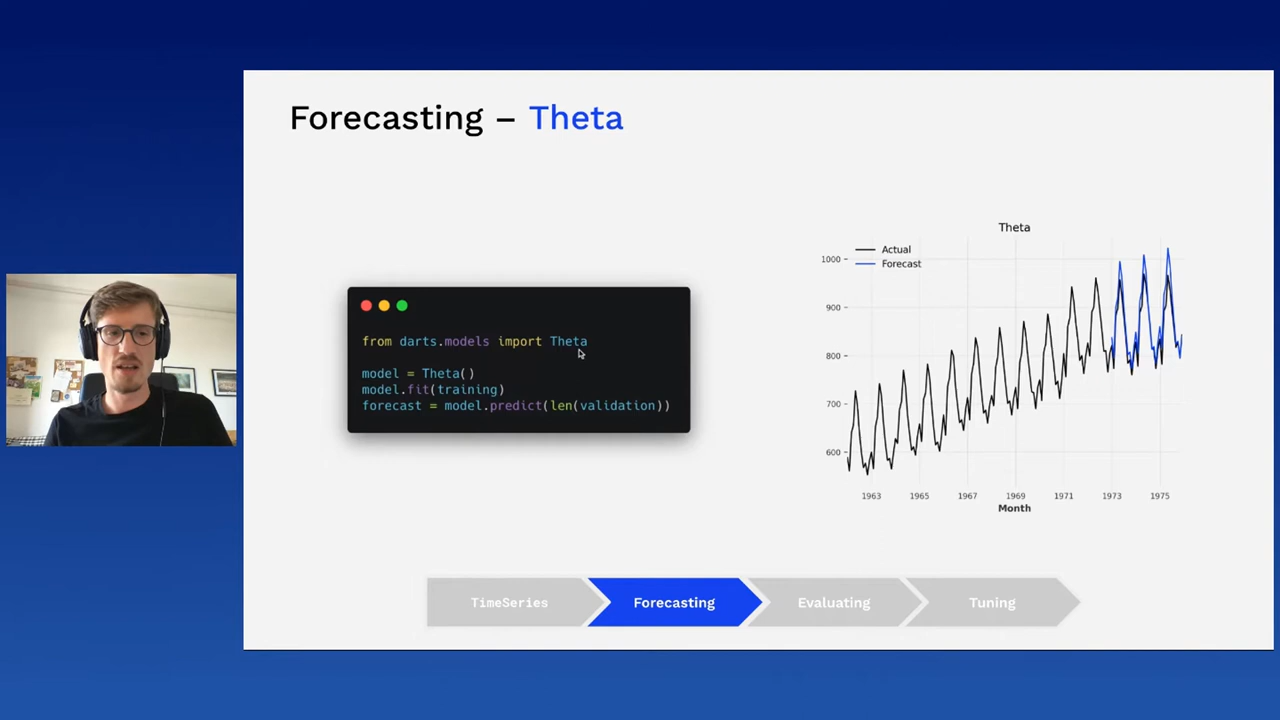 Forecasting – Theta
from darts.models import Theta
model = Theta()
model.fit(training)
forecast = model.predict(len(validation))
Theta
Actual
Forecast
1000
900
800
700
600
1963 1965 1967 1969 1971 1973 1975
Month
TimeSeries Forecasting Evaluating Tuning